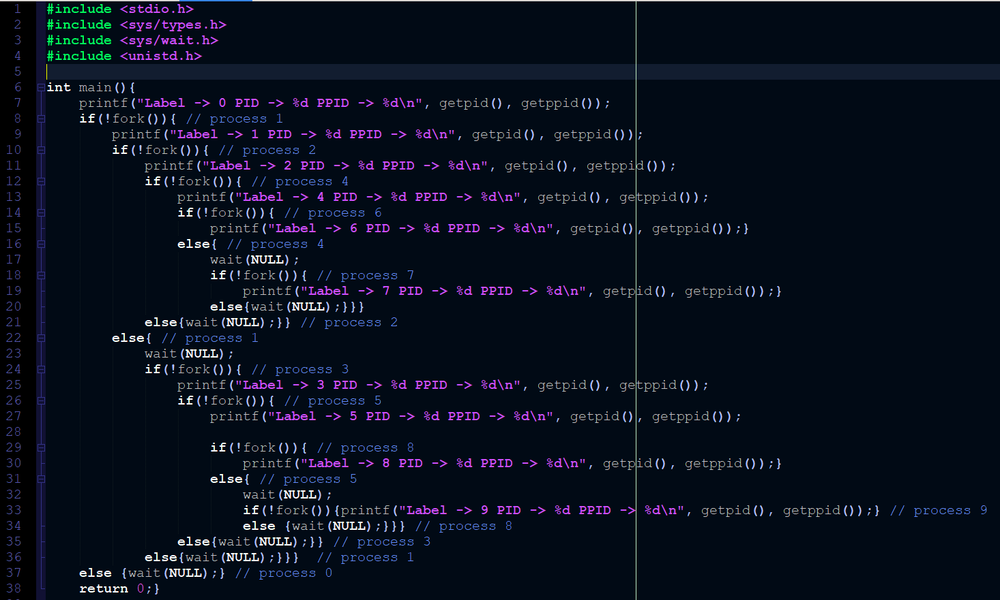 1 #include <stdio.h>
2 #include <sys/types.h>
3 #include <sys/wait.h>
4 #include <unistd.h>
5
6 int main(){
7     printf("Label -> 0 PID -> %d PPID -> %d\n", getpid(), getppid());
8     if(!fork()){ // process 1
9         printf("Label -> 1 PID -> %d PPID -> %d\n", getpid(), getppid());
10         if(!fork()){ // process 2
11             printf("Label -> 2 PID -> %d PPID -> %d\n", getpid(), getppid());
12             if(!fork()){ // process 4
13                 printf("Label -> 4 PID -> %d PPID -> %d\n", getpid(), getppid());
14                 if(!fork()){ // process 6
15                     printf("Label -> 6 PID -> %d PPID -> %d\n", getpid(), getppid());}
16                 else{ // process 4
17                     wait(NULL);
18                     if(!fork()){ // process 7
19                         printf("Label -> 7 PID -> %d PPID -> %d\n", getpid(), getppid());}
20                     else{wait(NULL);}}}
21             else{wait(NULL);}} // process 2
22         else{ // process 1
23             wait(NULL);
24             if(!fork()){ // process 3
25                 printf("Label -> 3 PID -> %d PPID -> %d\n", getpid(), getppid());
26                 if(!fork()){ // process 5
27                     printf("Label -> 5 PID -> %d PPID -> %d\n", getpid(), getppid());
28
29                     if(!fork()){ // process 8
30                         printf("Label -> 8 PID -> %d PPID -> %d\n", getpid(), getppid());}
31                     else{ // process 5
32                         wait(NULL);
33                         if(!fork()){printf("Label -> 9 PID -> %d PPID -> %d\n", getpid(), getppid());} // process 9
34                         else {wait(NULL);}}} // process 8
35                 else{wait(NULL);}} // process 3
36             else{wait(NULL);}}}  // process 1
37     else {wait(NULL);} // process 0
38     return 0;}